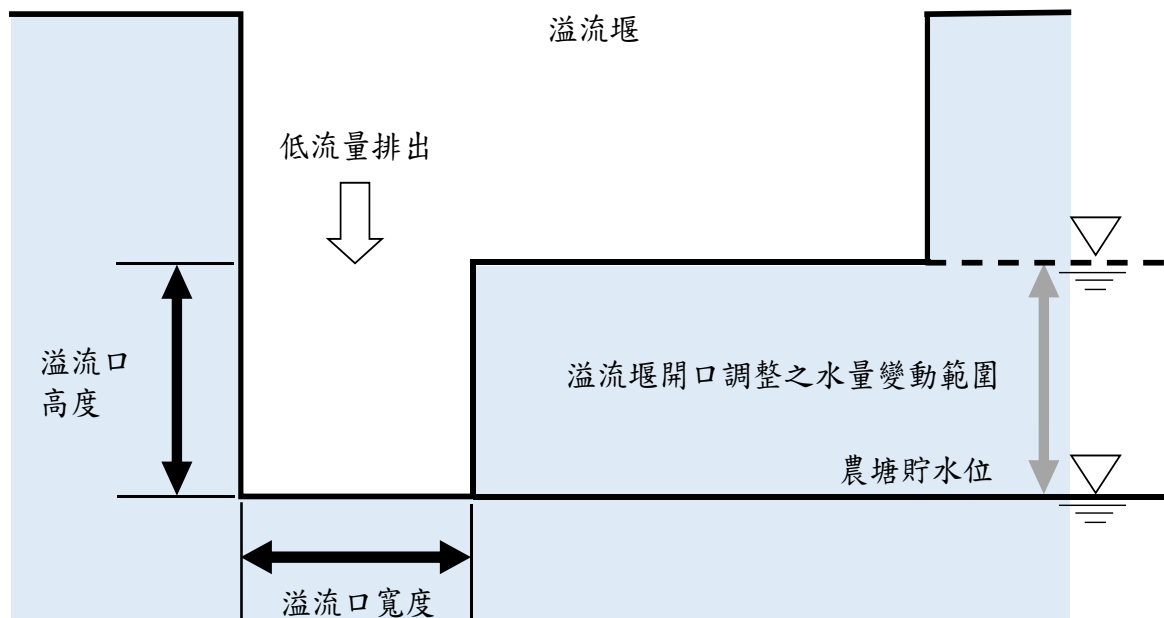 溢流堰
低流量排出
溢流口
高度
溢流堰開口調整之水量變動範圍
農塘貯水位
溢流口寬度